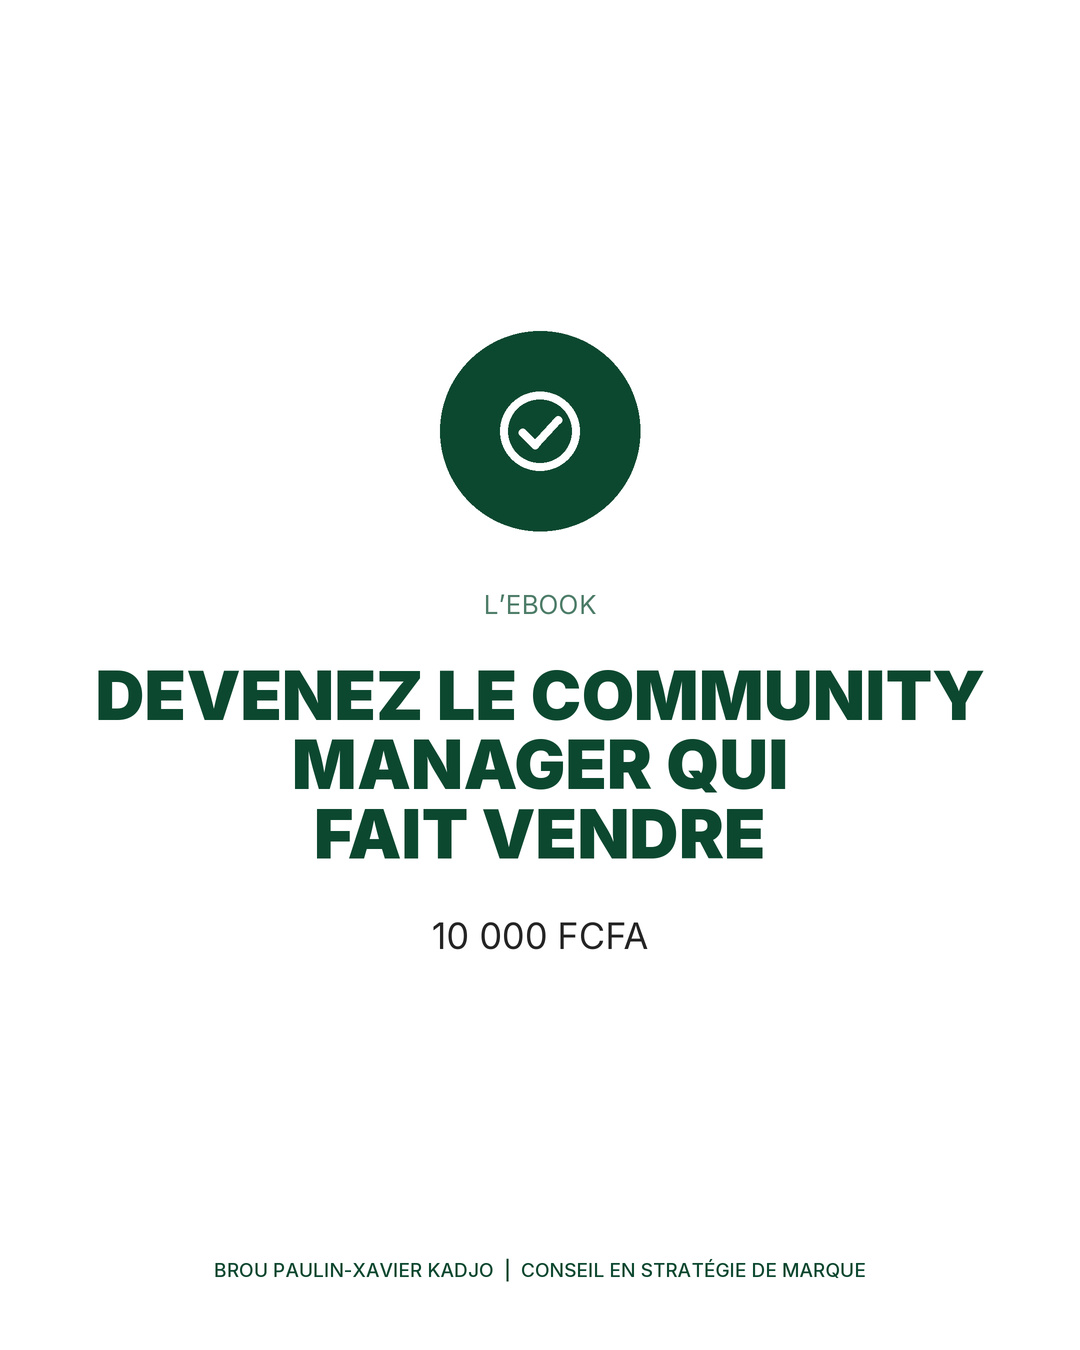 L’EBOOK
DEVENEZ LE COMMUNITY
MANAGER QUI
FAIT VENDRE
10 000 FCFA
BROU PAULIN-XAVIER KADJO | CONSEIL EN STRATÉGIE DE MARQUE